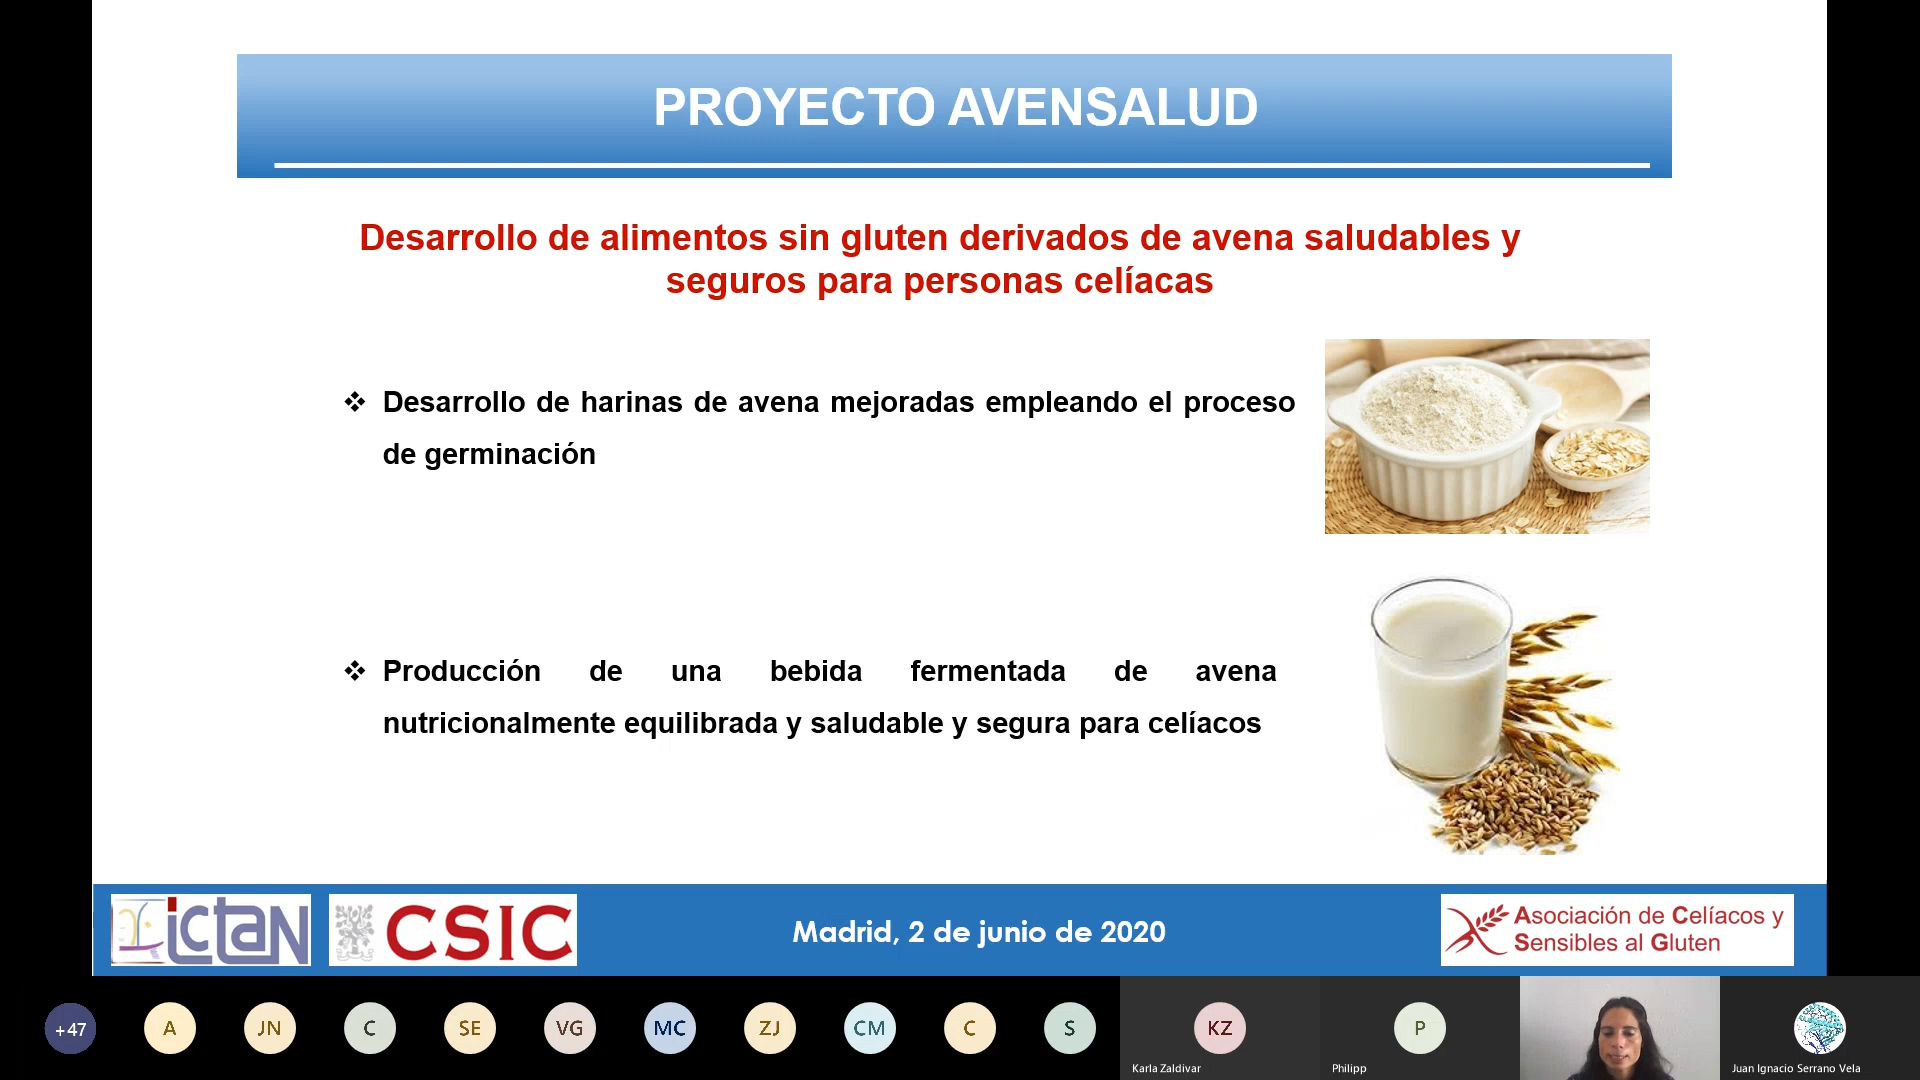 PROYECTO AVENSALUD
Desarrollo de alimentos sin gluten derivados de avena saludables y
seguros para personas celíacas
❖ Desarrollo de harinas de avena mejoradas empleando el proceso
de germinación
❖ Producción de una bebida fermentada de avena
nutricionalmente equilibrada y saludable y segura para celíacos
ictan
CSIC
Madrid, 2 de junio de 2020
Asociación de Celíacos y
Sensibles al Gluten
+47
A
JN
C
SE
VG
MC
ZJ
CM
C
S
KZ
P
Karla Zaldivar
Philipp
Juan Ignacio Serrano Vela